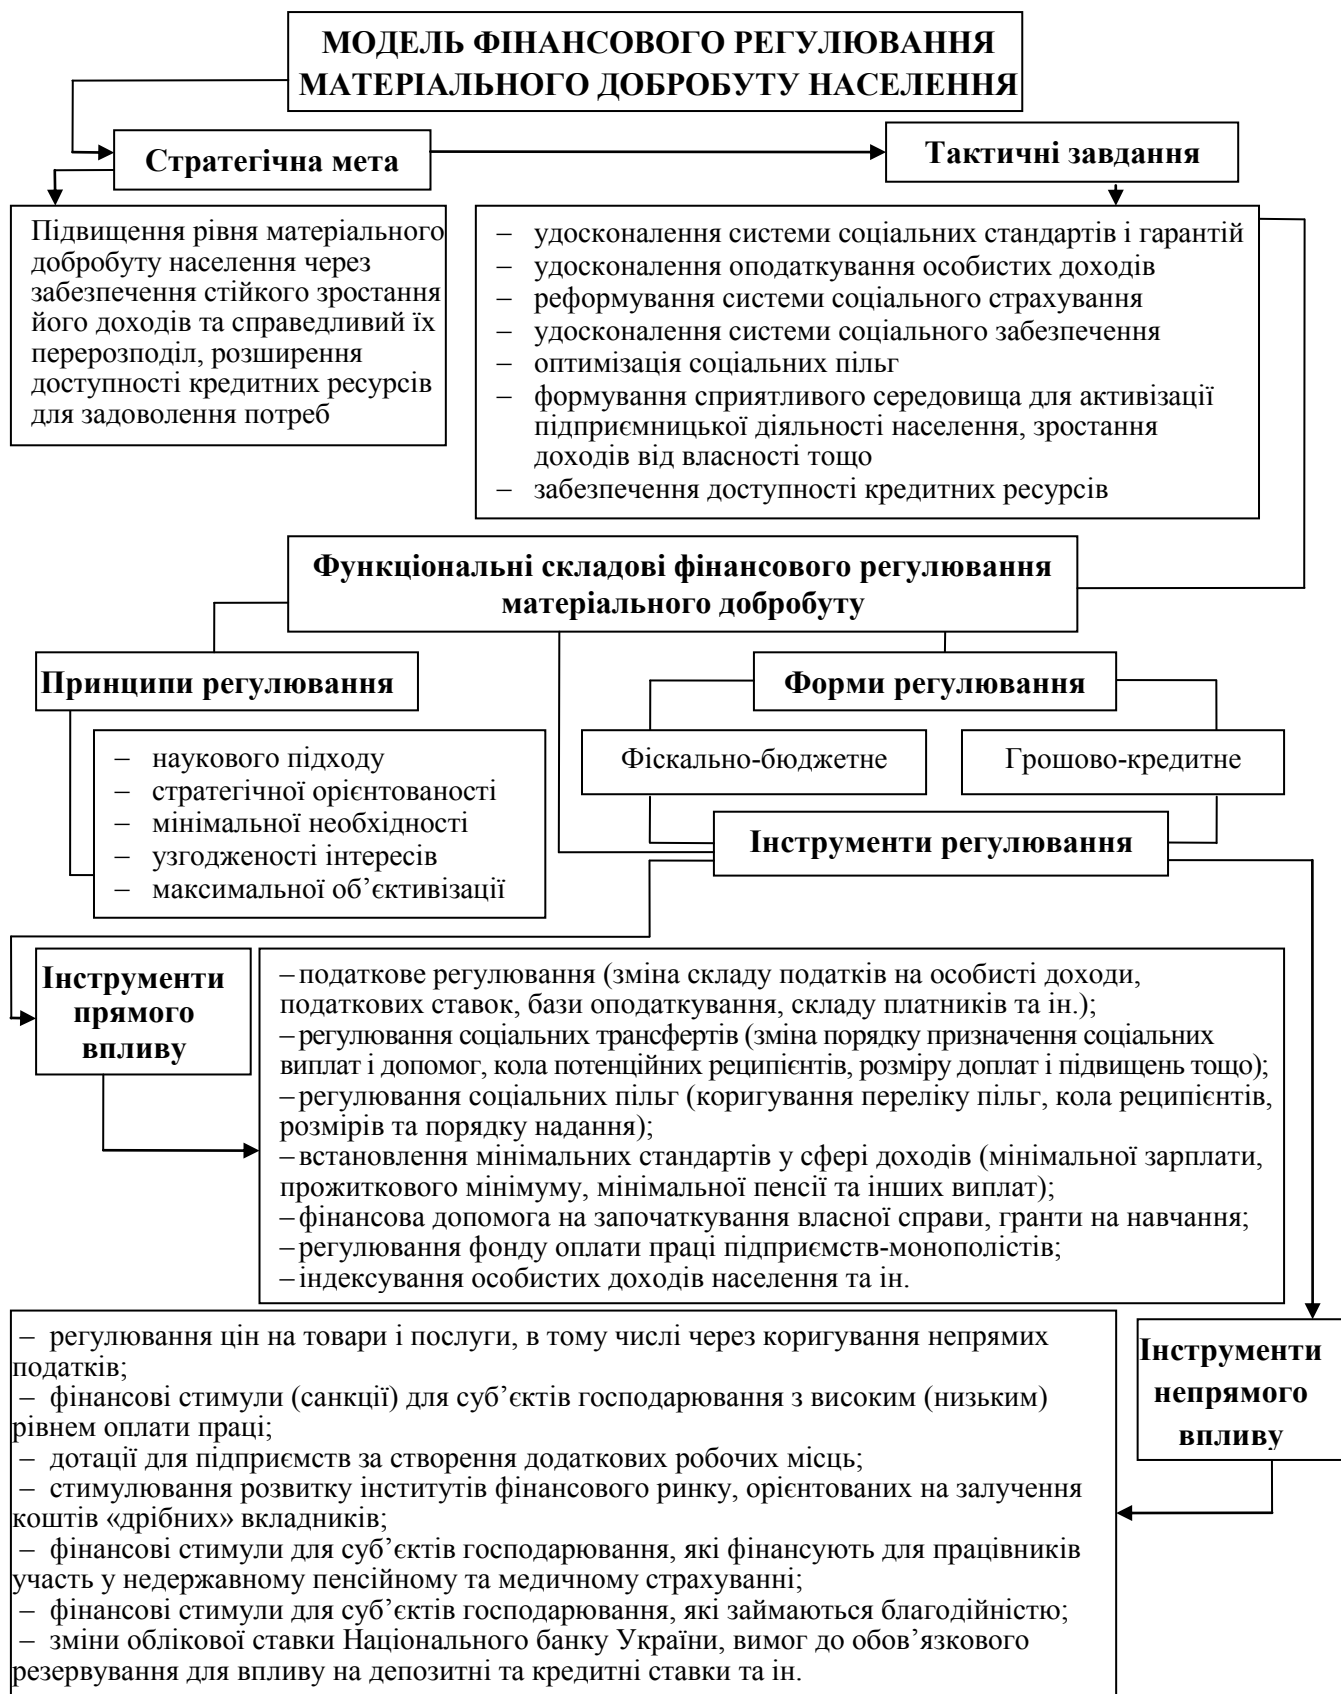 МОДЕЛЬ ФІНАНСОВОГО РЕГУЛЮВАННЯ
МАТЕРІАЛЬНОГО ДОБРОБУТУ НАСЕЛЕННЯ
Стратегічна мета
Тактичні завдання
Підвищення рівня матеріального
добробуту населення через
забезпечення стійкого зростання
його доходів та справедливий їх
перерозподіл, розширення
доступності кредитних ресурсів
для задоволення потреб
– удосконалення системи соціальних стандартів і гарантій
– удосконалення оподаткування особистих доходів
– реформування системи соціального страхування
– удосконалення системи соціального забезпечення
– оптимізація соціальних пільг
– формування сприятливого середовища для активізації
підприємницької діяльності населення, зростання
доходів від власності тощо
– забезпечення доступності кредитних ресурсів
Функціональні складові фінансового регулювання
матеріального добробуту
Принципи регулювання
Форми регулювання
– наукового підходу
– стратегічної орієнтованості
– мінімальної необхідності
– узгодженості інтересів
– максимальної об’єктивізації
Фіскально-бюджетне
Грошово-кредитне
Інструменти регулювання
Інструменти
прямого
впливу
– податкове регулювання (зміна складу податків на особисті доходи,
податкових ставок, бази оподаткування, складу платників та ін.);
– регулювання соціальних трансфертів (зміна порядку призначення соціальних
виплат і допомог, кола потенційних реципієнтів, розміру доплат і підвищень тощо);
– регулювання соціальних пільг (коригування переліку пільг, кола реципієнтів,
розмірів та порядку надання);
– встановлення мінімальних стандартів у сфері доходів (мінімальної зарплати,
прожиткового мінімуму, мінімальної пенсії та інших виплат);
– фінансова допомога на започаткування власної справи, гранти на навчання;
– регулювання фонду оплати праці підприємств-монополістів;
– індексування особистих доходів населення та ін.
– регулювання цін на товари і послуги, в тому числі через коригування непрямих
податків;
– фінансові стимули (санкції) для суб’єктів господарювання з високим (низьким)
рівнем оплати праці;
– дотації для підприємств за створення додаткових робочих місць;
– стимулювання розвитку інститутів фінансового ринку, орієнтованих на залучення
коштів «дрібних» вкладників;
– фінансові стимули для суб’єктів господарювання, які фінансують для працівників
участь у недержавному пенсійному та медичному страхуванні;
– фінансові стимули для суб’єктів господарювання, які займаються благодійністю;
– зміни облікової ставки Національного банку України, вимог до обов’язкового
резервування для впливу на депозитні та кредитні ставки та ін.
Інструменти
непрямого
впливу